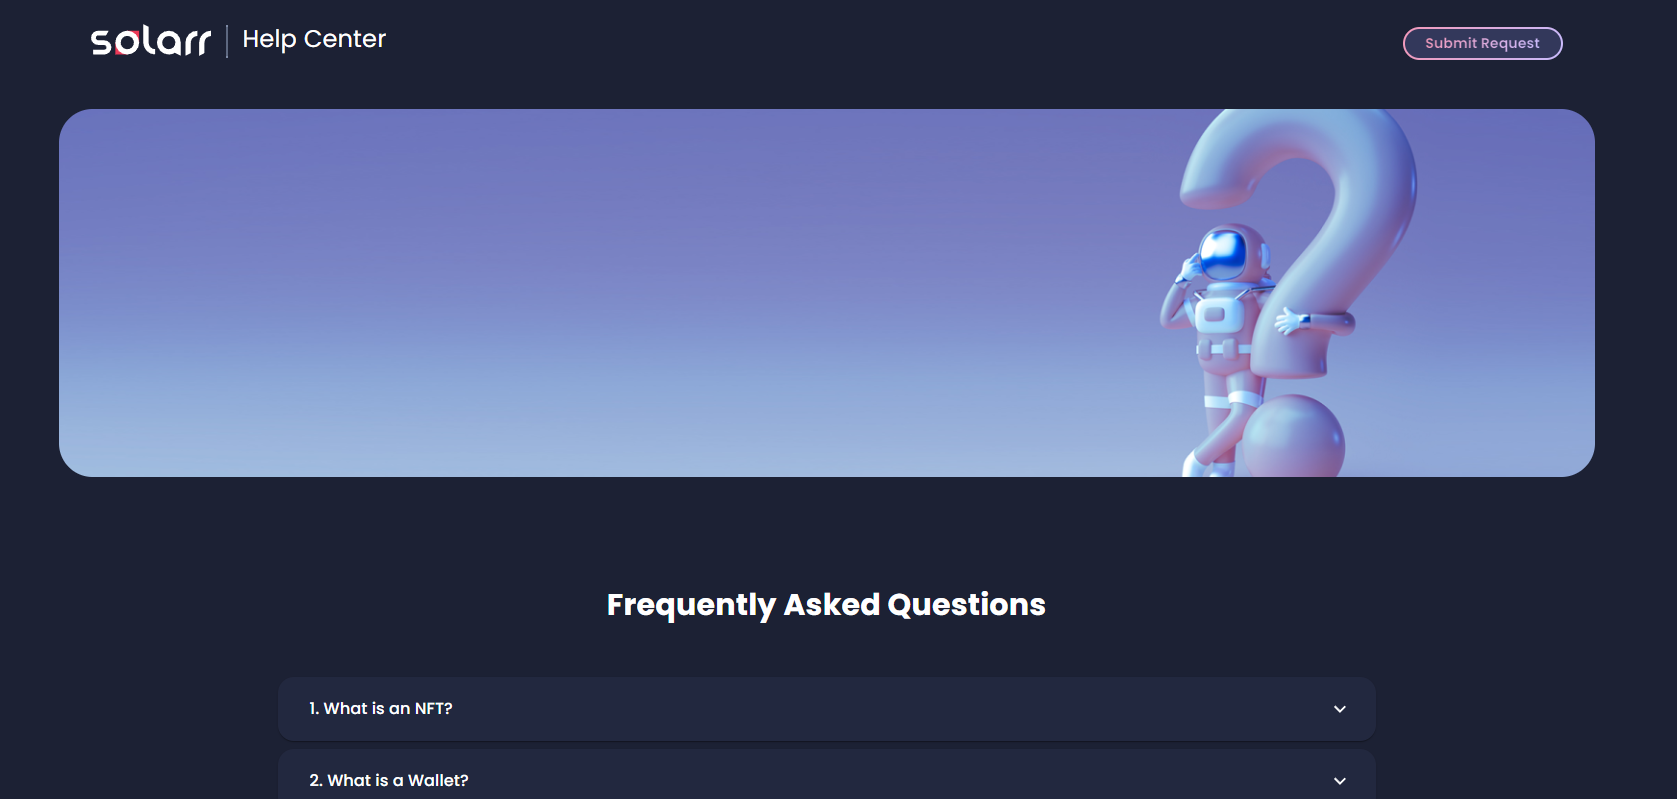 solarr Help Center
Submit Request
Frequently Asked Questions
1. What is an NFT?
2. What is a Wallet?